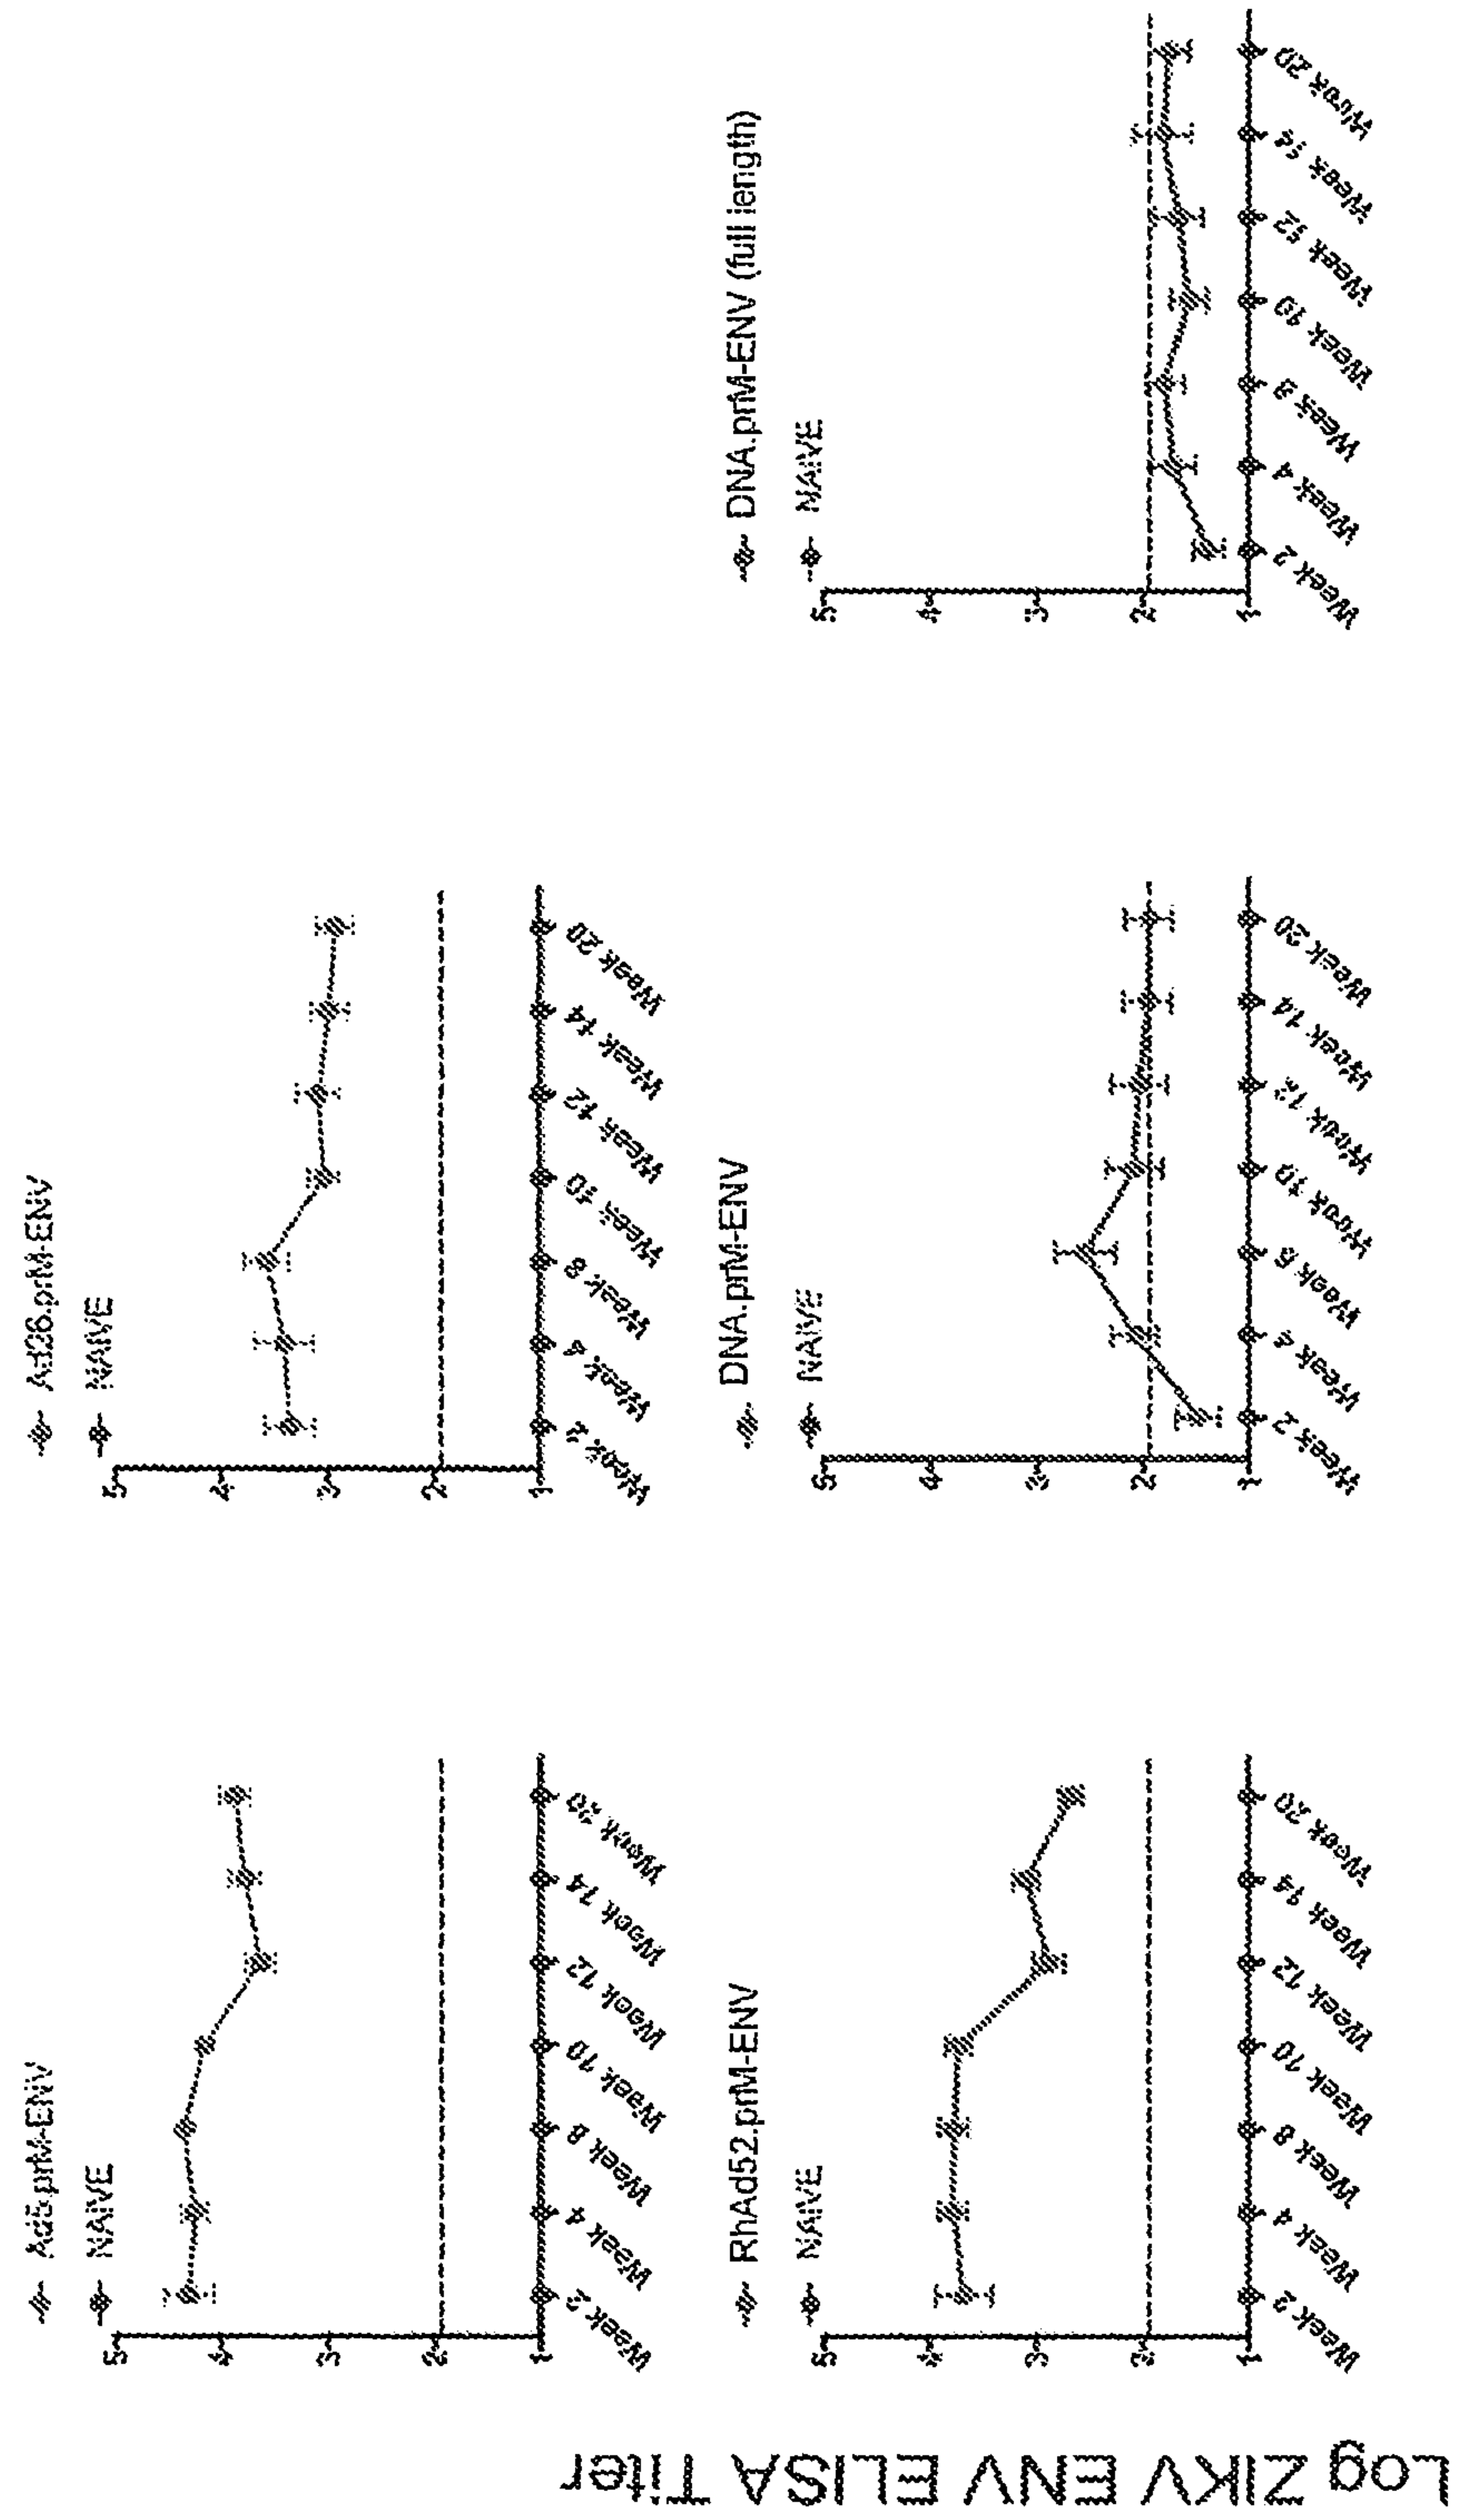 Log ZIKV ENV ELISA Titer
Ad5.prM-ENV
NAIVE
5
4
3
2
1
Week 2
Week 4
Week 8
Week 10
Week 12
Week 14
Week 20
Ad26.prM-ENV
NAIVE
5
4
3
2
1
Week 2
Week 4
Week 8
Week 10
Week 12
Week 14
Week 20
RhAd52.prM-ENV
NAIVE
5
4
3
2
1
Week 2
Week 4
Week 8
Week 10
Week 12
Week 14
Week 20
DNA.prM-ENV
NAIVE
5
4
3
2
1
Week 2
Week 4
Week 8
Week 10
Week 12
Week 14
Week 20
DNA.prM-ENV (full length)
NAIVE
5
4
3
2
1
Week 2
Week 4
Week 8
Week 10
Week 12
Week 14
Week 20